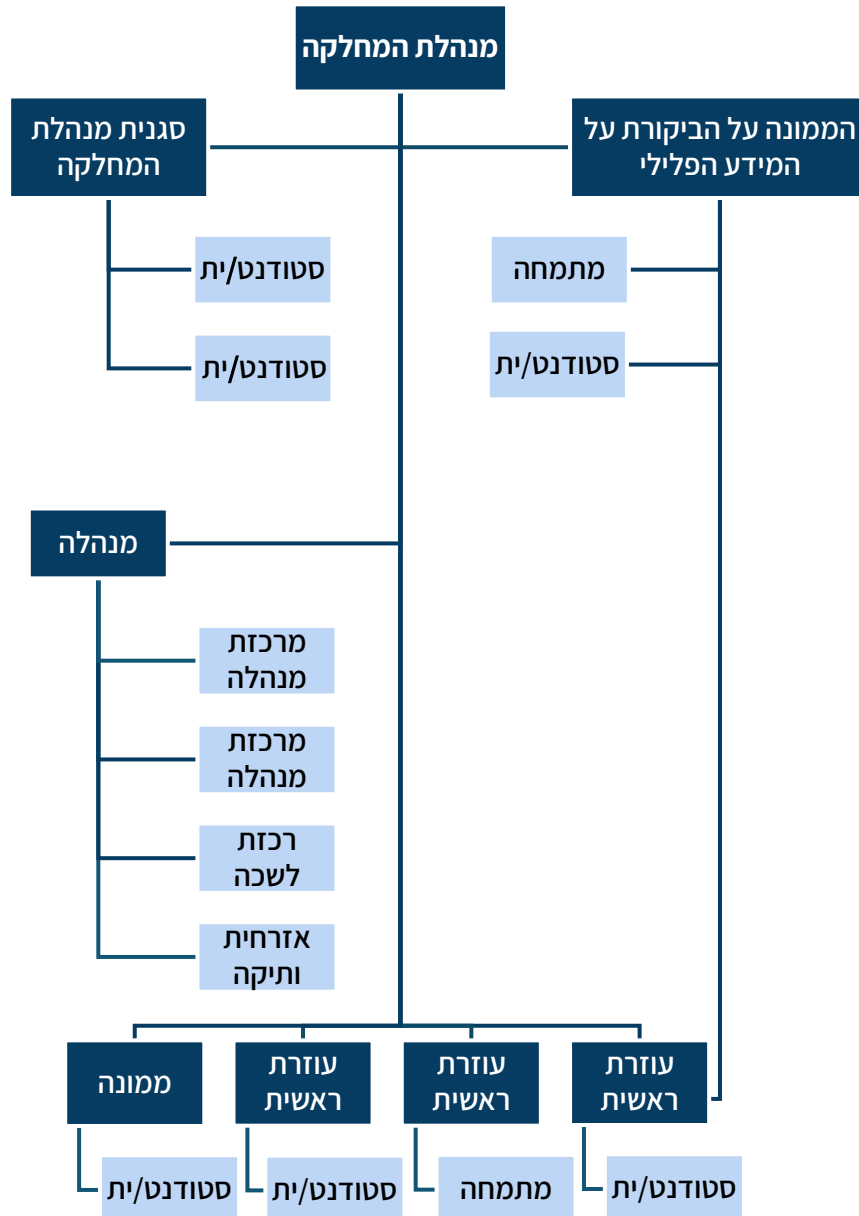 מנהלת המחלקה
הממונה על הביקורת על
המידע הפלילי
סגנית מנהלת
המחלקה
מתמחה
סטודנט/ית
סטודנט/ית
סטודנט/ית
מנהלה
מרכזת
מנהלה
מרכזת
מנהלה
רכזת
לשכה
אזרחית
ותיקה
עוזרת
ראשית
עוזרת
ראשית
עוזרת
ראשית
ממונה
סטודנט/ית
מתמחה
סטודנט/ית
סטודנט/ית